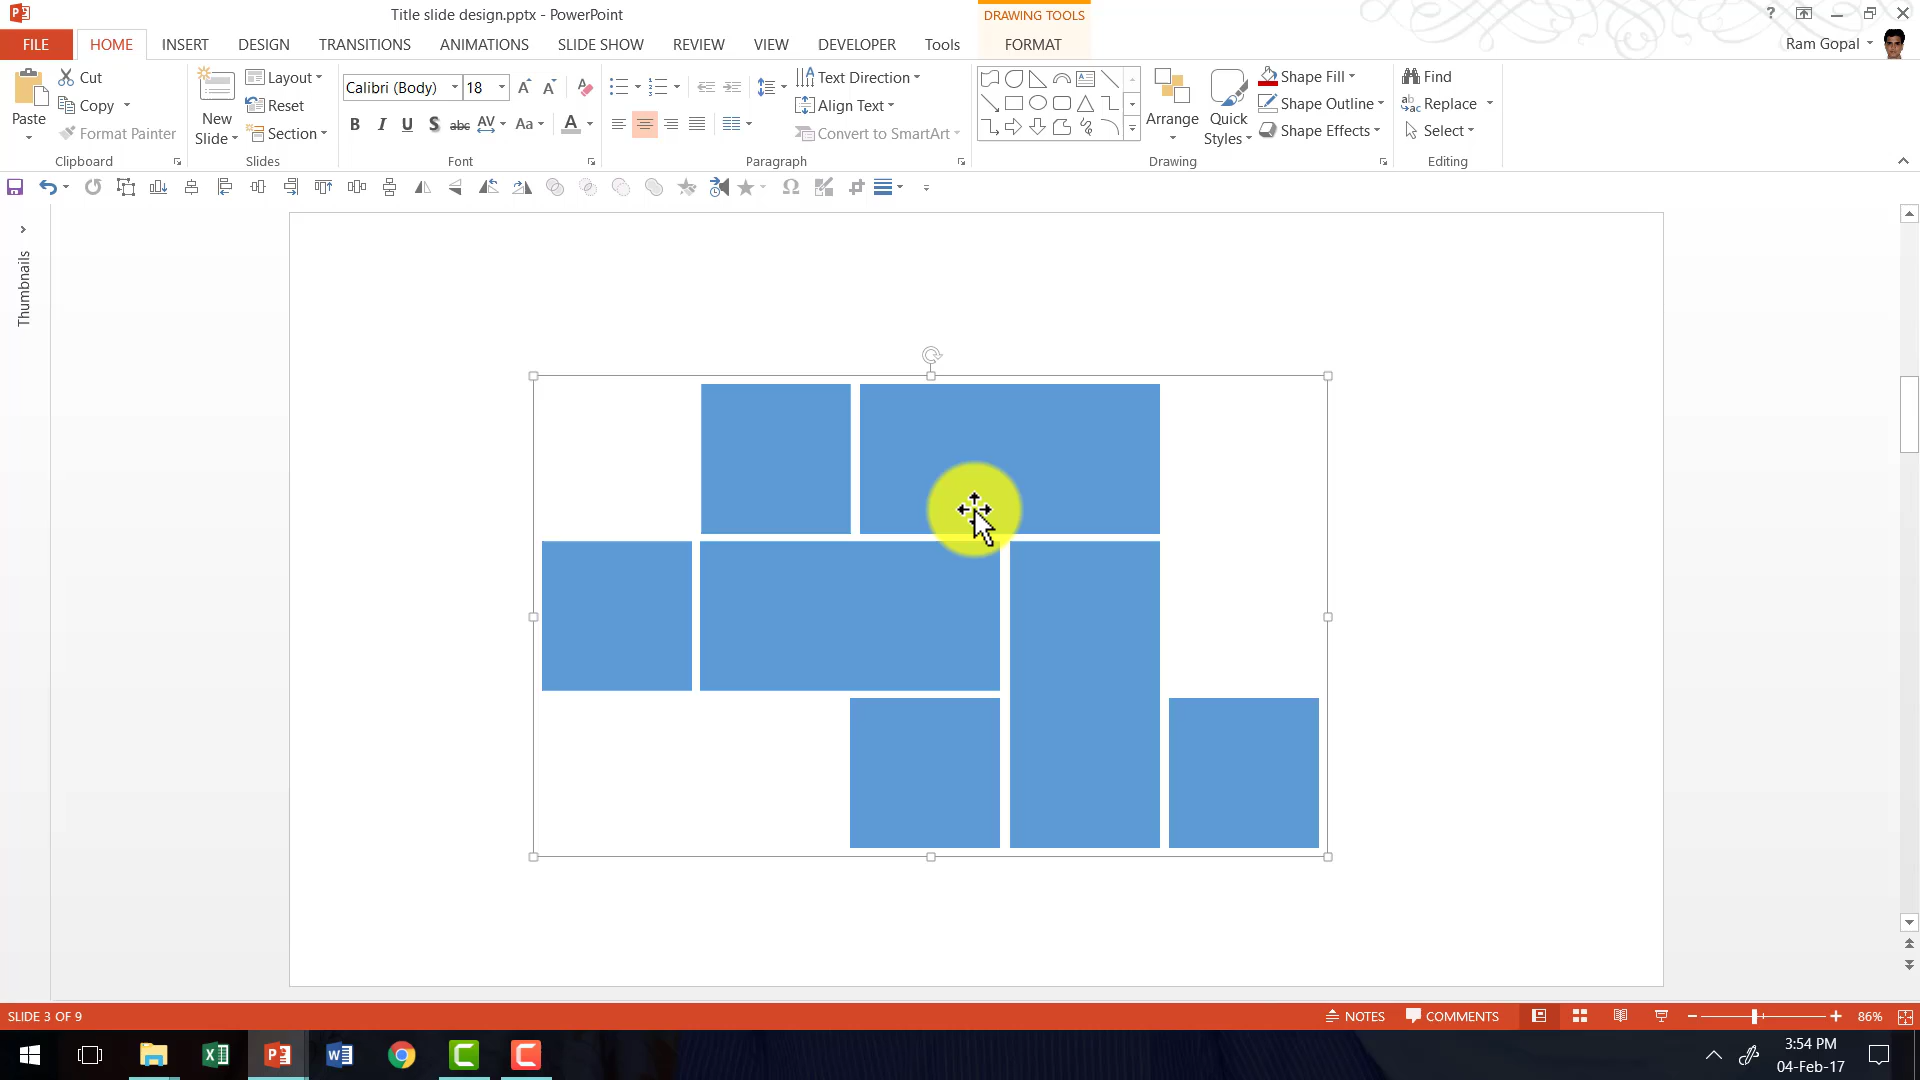 Title slide design.pptx - PowerPoint
DRAWING TOOLS
?
FILE HOME INSERT DESIGN TRANSITIONS ANIMATIONS SLIDE SHOW REVIEW VIEW DEVELOPER Tools FORMAT
Ram Gopal
Paste
Cut
Copy
Format Painter
Clipboard
New
Slide
Layout
Reset
Section
Slides
Calibri (Body) 18
B I U S abc AV Aa A
Font
Text Direction
Align Text
Convert to SmartArt
Paragraph
Arrange
Quick
Styles
Shape Fill
Shape Outline
Shape Effects
Drawing
Find
Replace
Select
Editing
Thumbnails
SLIDE 3 OF 9
NOTES
COMMENTS
86%
3:54 PM
04-Feb-17